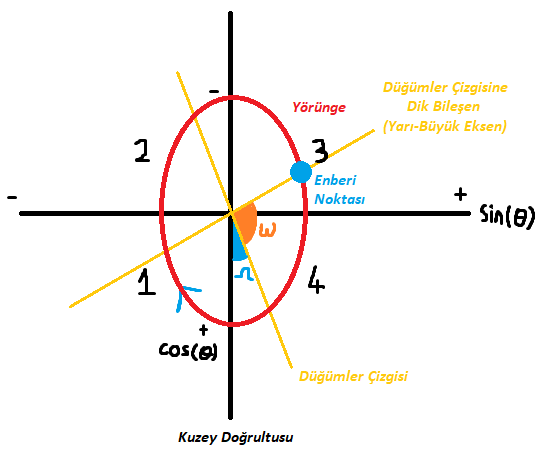 Düğümler Çizgisine
Dik Bileşen
(Yarı-Büyük Eksen)
-
Yörünge
2
3
Enberi
Noktası
-
+
Sin(θ)
ω
1
Ω
4
+
cos(θ)
Düğümler Çizgisi
Kuzey Doğrultusu